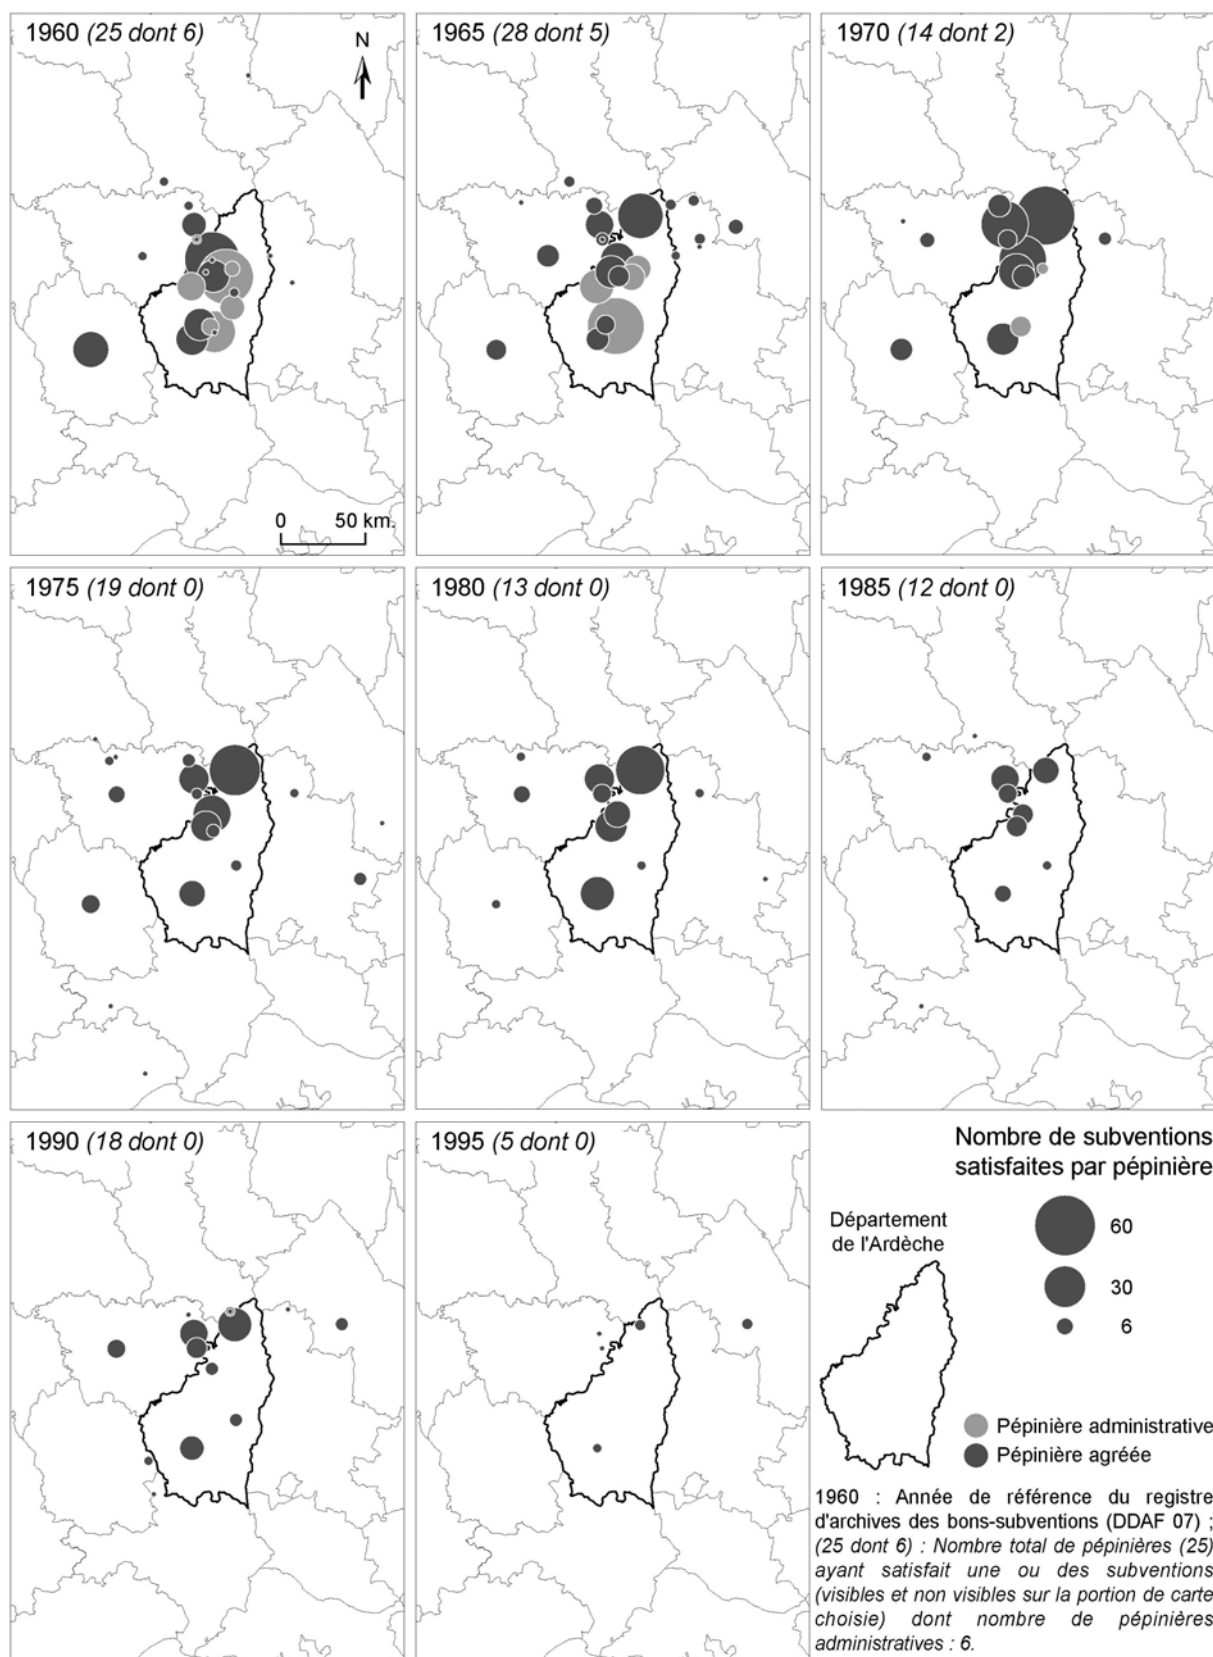 1960 (25 dont 6)
N
0 50 km.
1965 (28 dont 5)
1970 (14 dont 2)
1975 (19 dont 0)
1980 (13 dont 0)
1985 (12 dont 0)
1990 (18 dont 0)
1995 (5 dont 0)
Nombre de subventions
satisfaites par pépinière
Département
de l'Ardèche
60
30
6
Pépinière administrative
Pépinière agréée
1960 : Année de référence du registre
d'archives des bons-subventions (DDAF 07) ;
(25 dont 6) : Nombre total de pépinières (25)
ayant satisfait une ou des subventions
(visibles et non visibles sur la portion de carte
choisie) dont nombre de pépinières
administratives : 6.